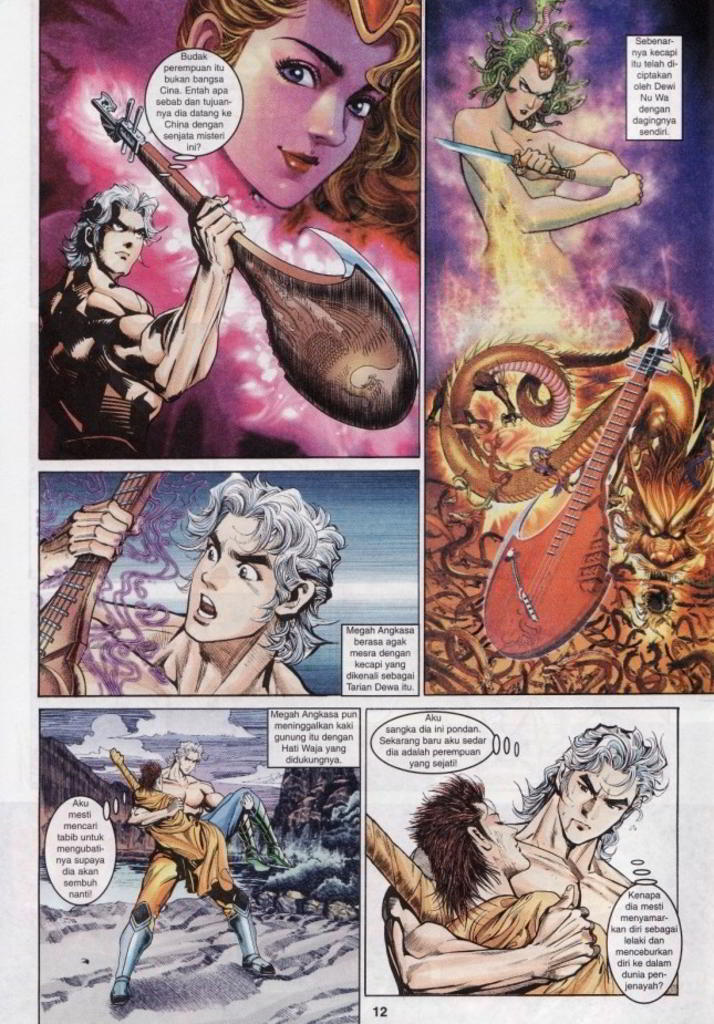 Budak
perempuan itu
bukan bangsa
Cina. Entah apa
sebab dan tujuan-
nya dia datang ke
China dengan
senjata misteri
ini?
Sebenar-
nya kecapi
itu telah di-
ciptakan
oleh Dewi
Nu Wa
dengan
dagingnya
sendiri.
Megah Angkasa
berasa agak
mesra dengan
kecapi yang
dikenali sebagai
Tarian Dewa itu.
Megah Angkasa pun
meninggalkan kaki
gunung itu dengan
Hati Waja yang
didukungnya.
Aku
mesti
mencari
tabib untuk
mengubati-
nya supaya
dia akan
sembuh
nanti!
Aku
sangka dia ini pondan.
Sekarang baru aku sedar
dia adalah perempuan
yang sejati!
Kenapa
dia mesti
menyamar-
kan diri sebagai
lelaki dan
menceburkan
diri ke dalam
dunia pen-
jenayah?
12